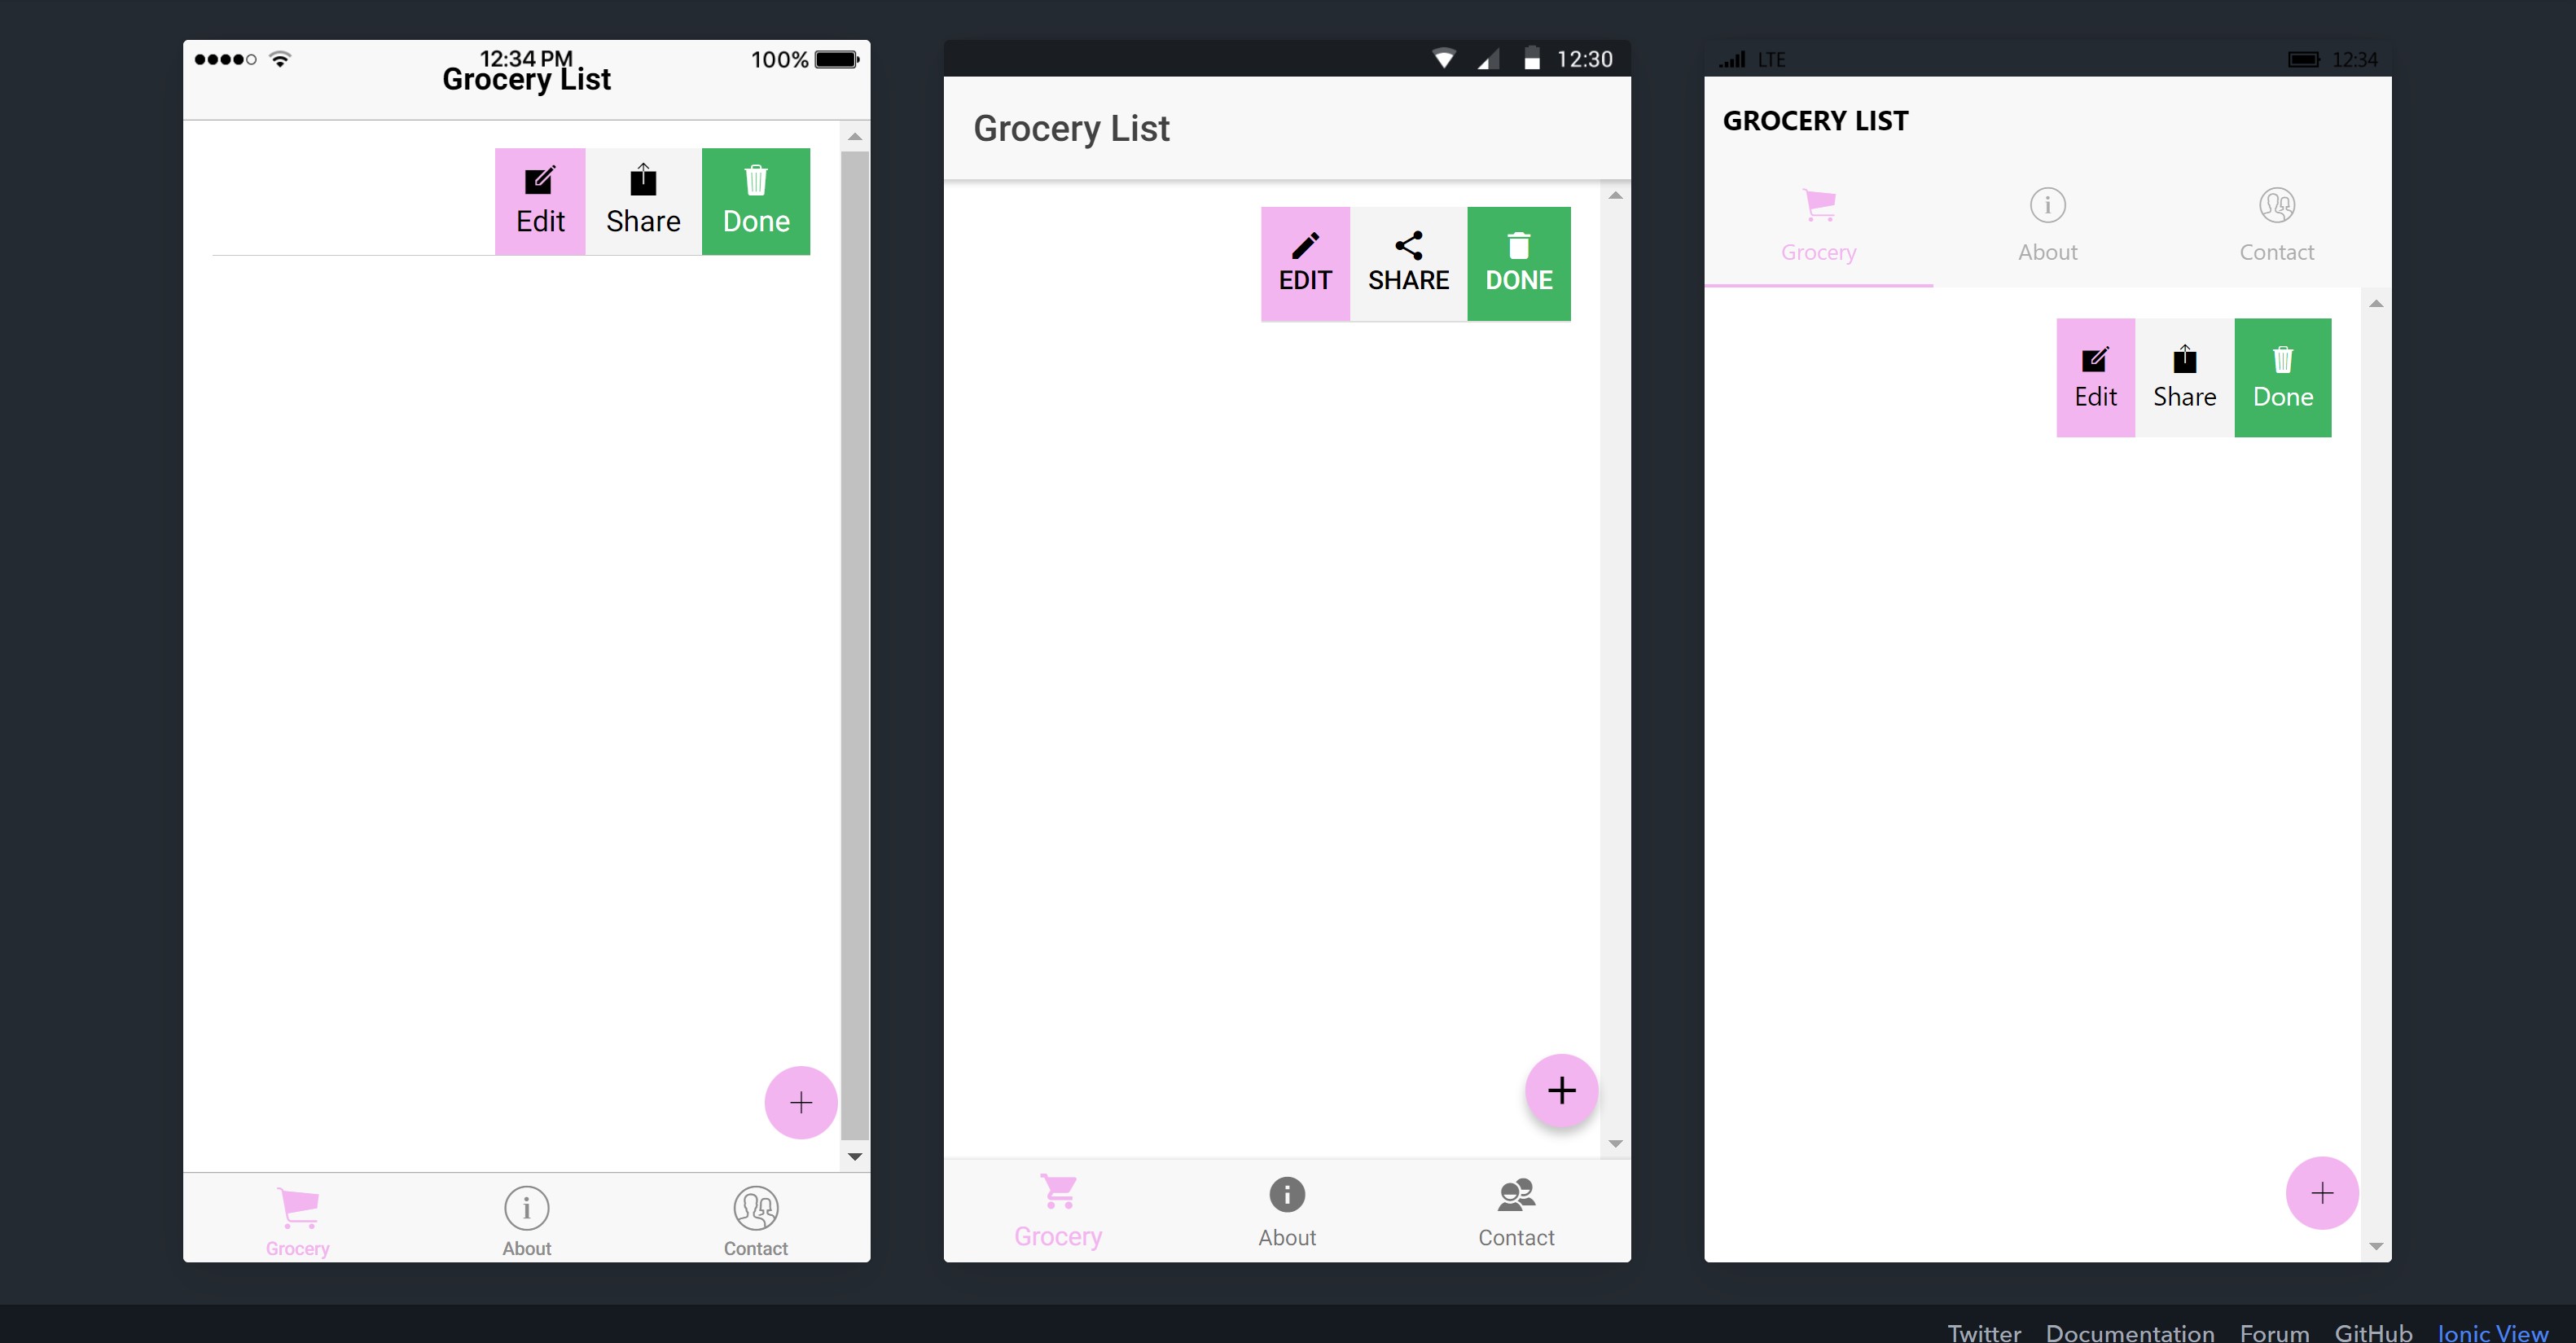 12:34 PM 100%
Grocery List
Edit Share Done
Grocery About Contact
12:30
Grocery List
EDIT SHARE DONE
Grocery About Contact
LTE 12:34
GROCERY LIST
Grocery About Contact
Edit Share Done
Twitter Documentation Forum GitHub Ionic View